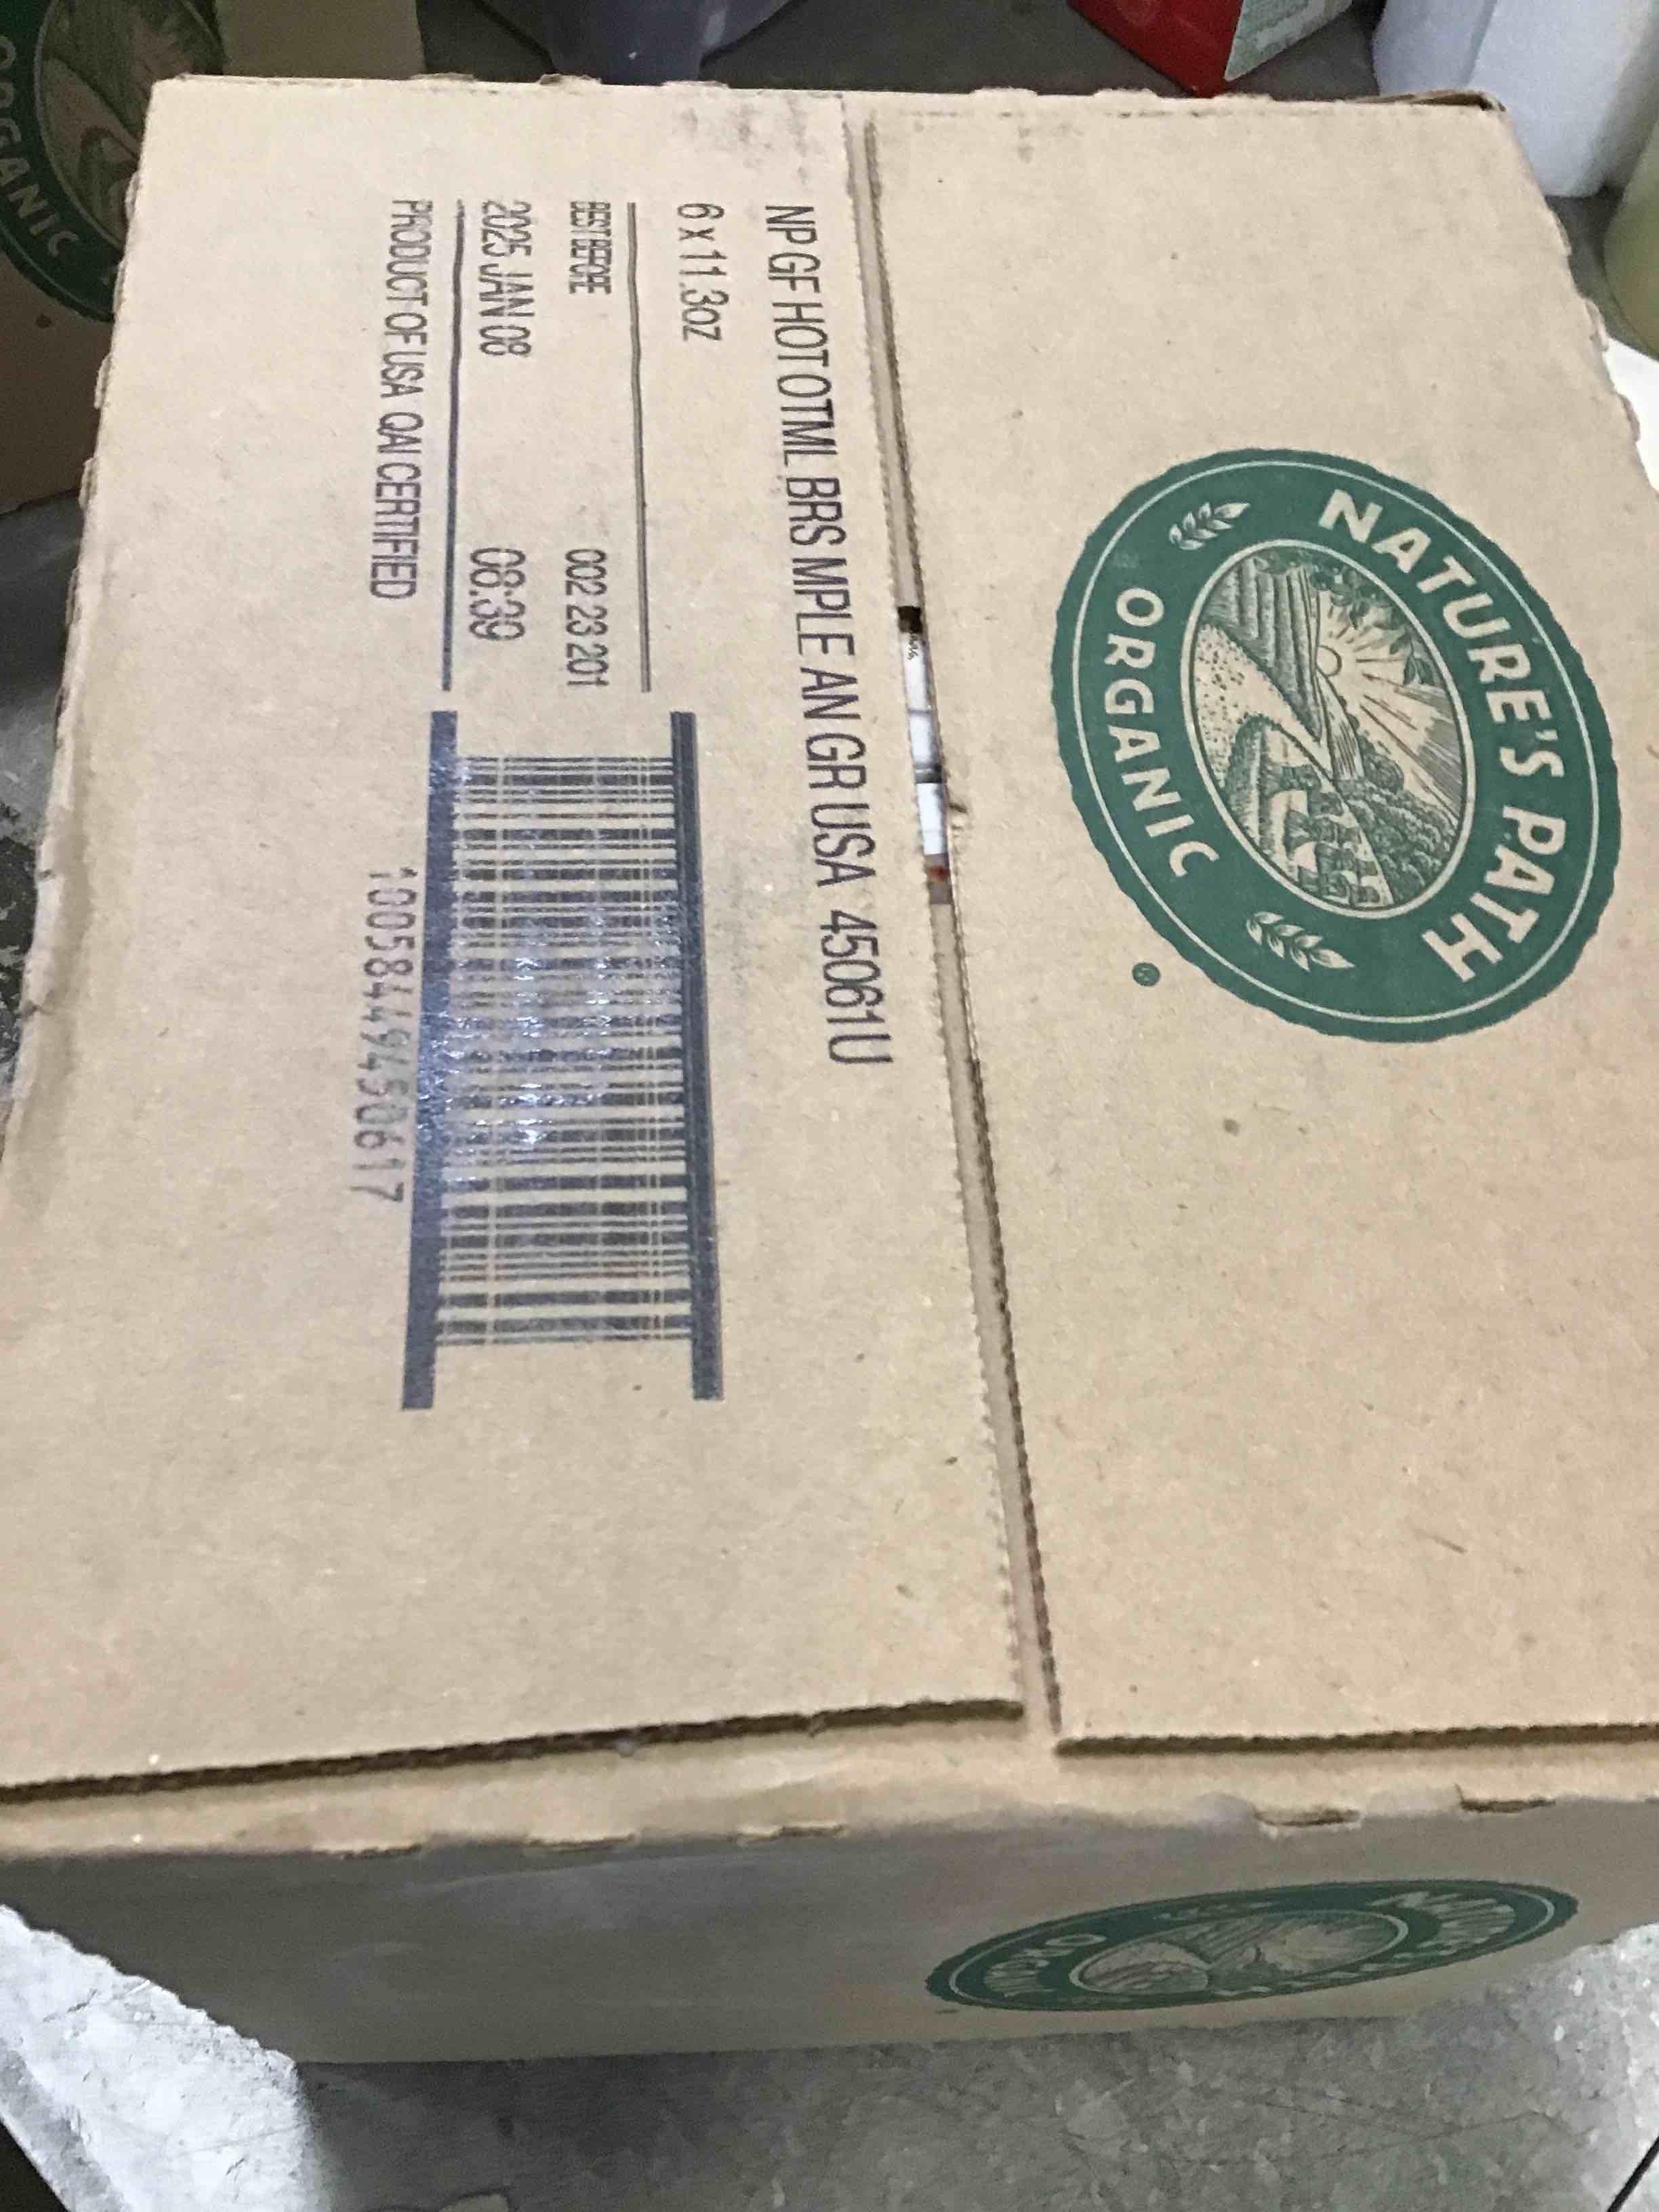 NATURE'S PATH
ORGANIC
®
NP GF HOT OTML BRS MPLE AN GR USA 45061U
6 x 11.3oz
BEST BEFORE 002 23 201
2025 JAN 08 08:39
PRODUCT OF USA QAI CERTIFIED
10058449450617
ORGANIC